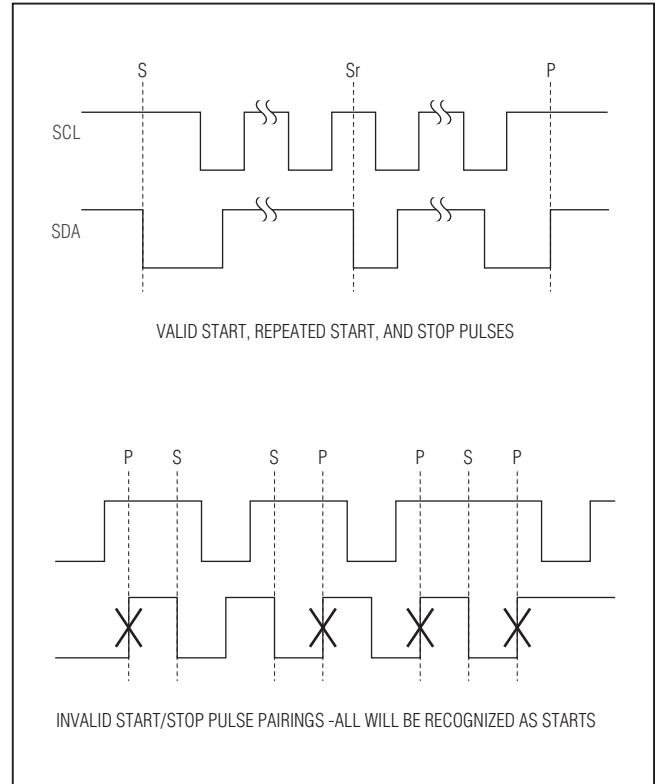 S Sr P
SCL
SDA
VALID START, REPEATED START, AND STOP PULSES
P S S P P S P
INVALID START/STOP PULSE PAIRINGS -ALL WILL BE RECOGNIZED AS STARTS